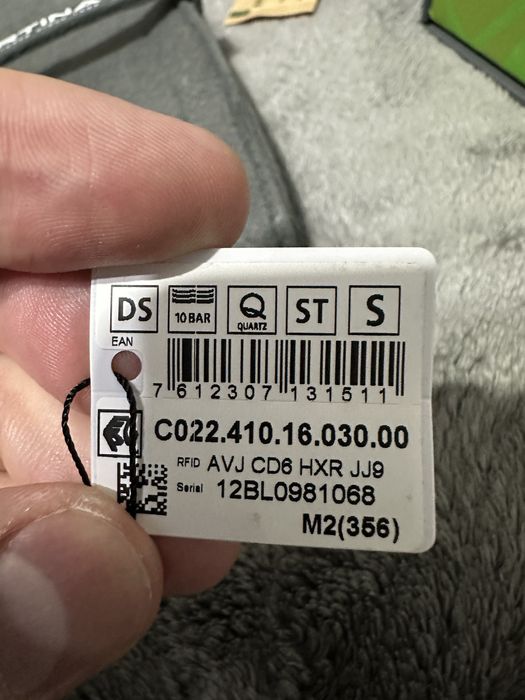 RTINA
DS
10 BAR
Q
QUARTZ
ST
S
EAN
7 612307 131511
C022.410.16.030.00
RFID AVJ CD6 HXR JJ9
Serial 12BL0981068
M2(356)